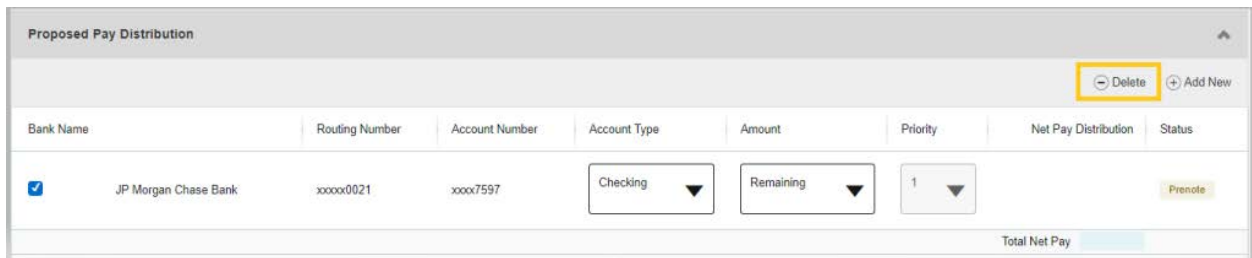 Proposed Pay Distribution
Delete Add New
Bank Name Routing Number Account Number Account Type Amount Priority Net Pay Distribution Status
JP Morgan Chase Bank xxxxx0021 xxxx7597 Checking Remaining 1 Prenote
Total Net Pay